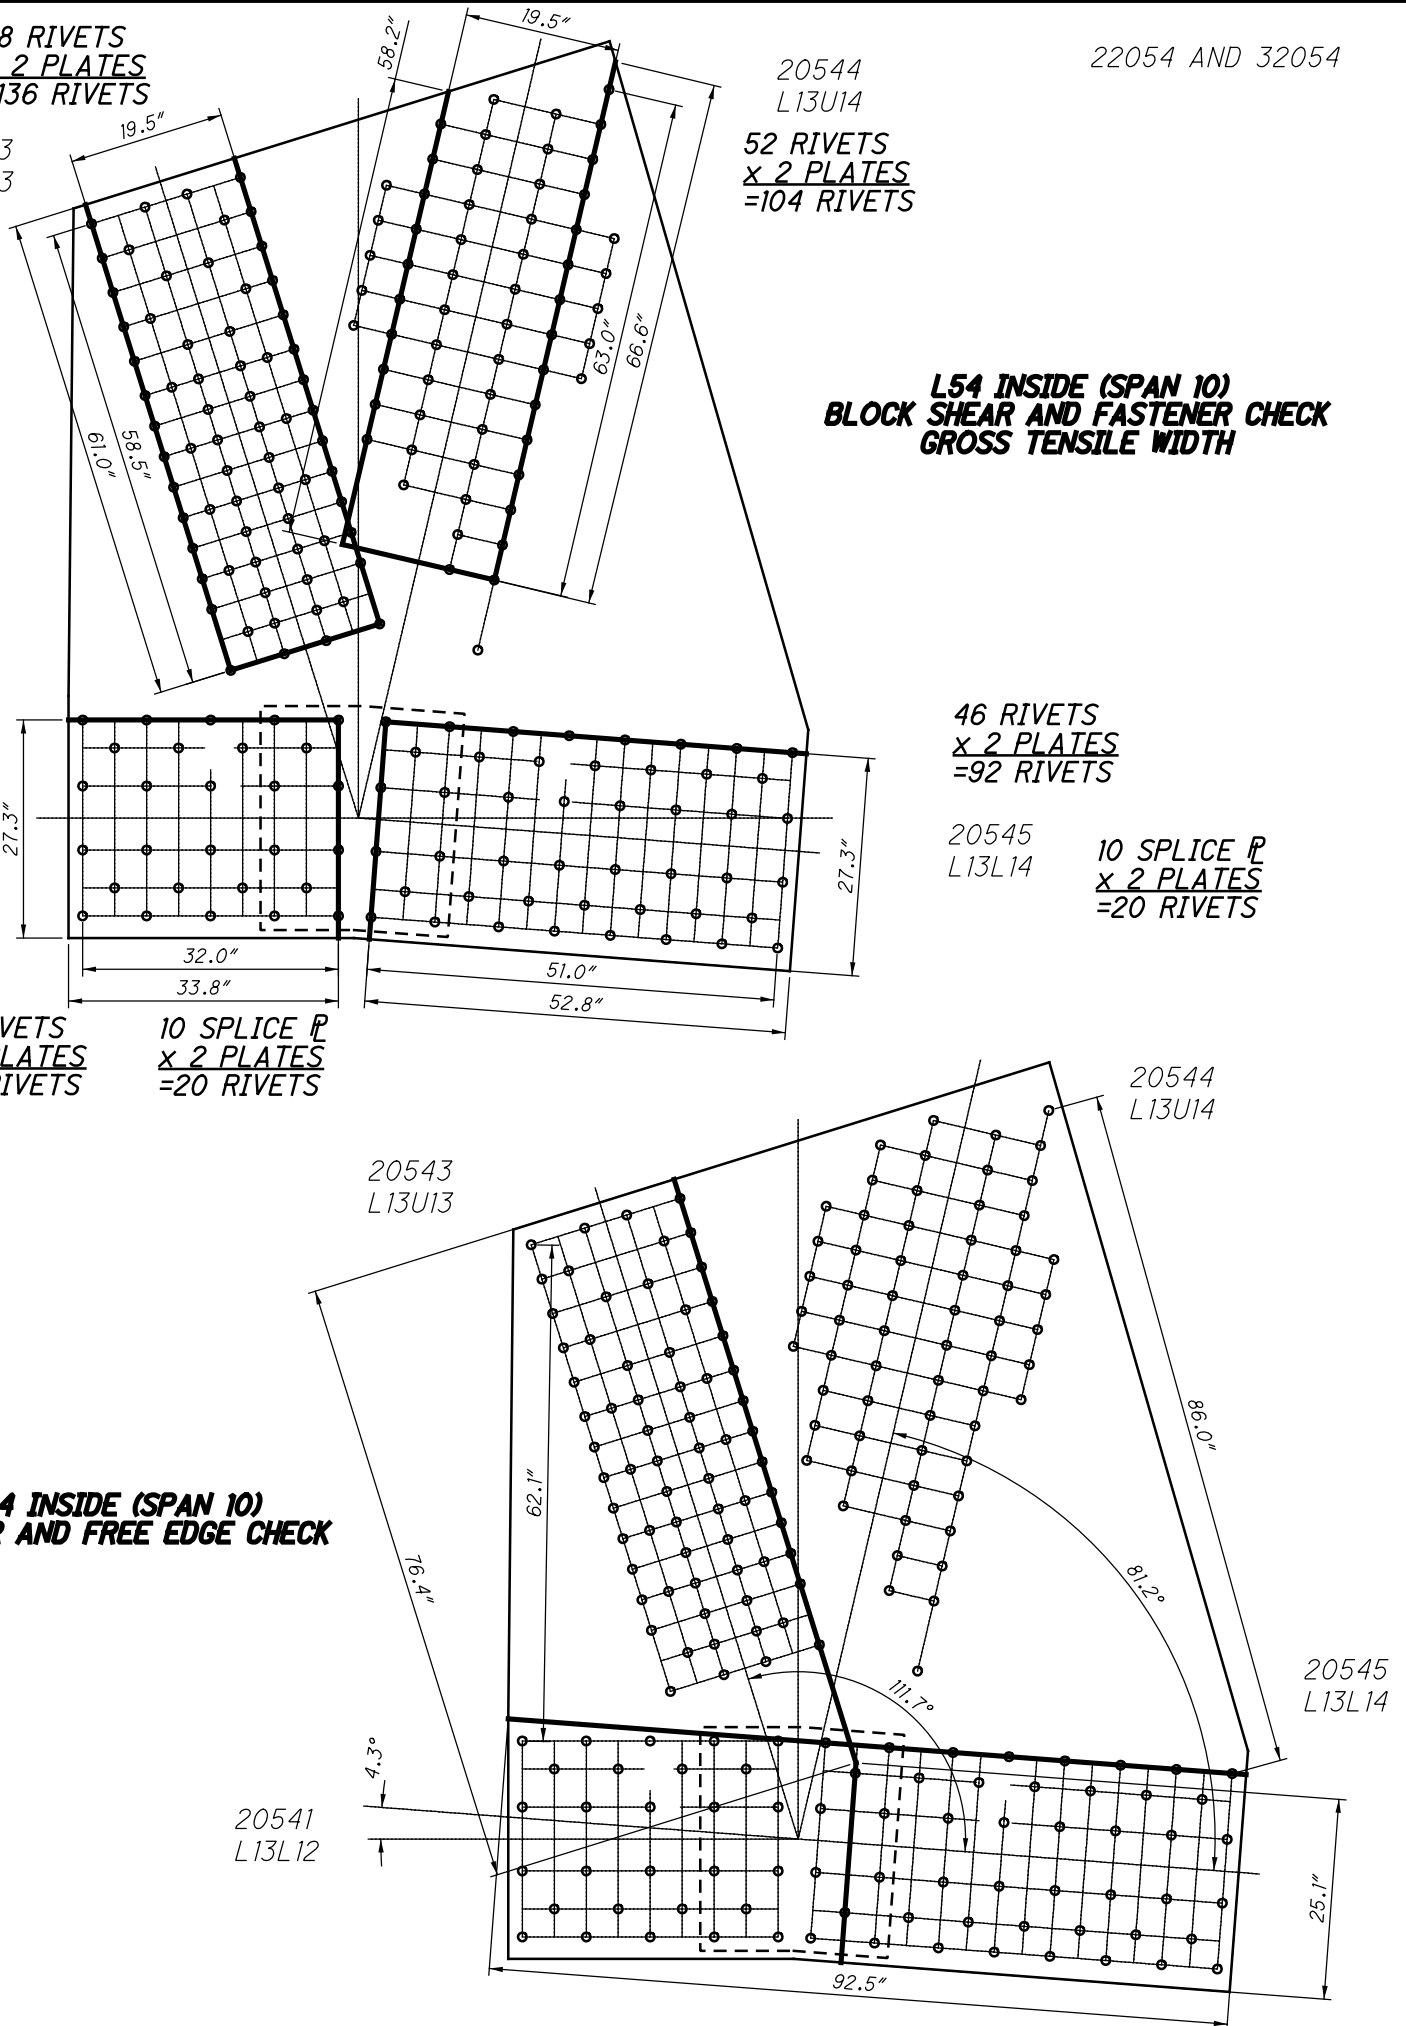 8 RIVETS
2 PLATES
136 RIVETS
19.5"
58.2"
19.5"
20544
L13U14
22054 AND 32054
52 RIVETS
x 2 PLATES
=104 RIVETS
3
3
63.0"
66.6"
61.0"
58.5"
L54 INSIDE (SPAN 10)
BLOCK SHEAR AND FASTENER CHECK
GROSS TENSILE WIDTH
46 RIVETS
x 2 PLATES
=92 RIVETS
20545
L13L14
10 SPLICE PL
x 2 PLATES
=20 RIVETS
27.3"
27.3"
32.0"
33.8"
51.0"
52.8"
VETS
LATES
RIVETS
10 SPLICE PL
x 2 PLATES
=20 RIVETS
20544
L13U14
20543
L13U13
86.0"
62.1"
76.4"
81.2°
4 INSIDE (SPAN 10)
R AND FREE EDGE CHECK
111.7°
20545
L13L14
4.3°
20541
L13L12
25.1"
92.5"